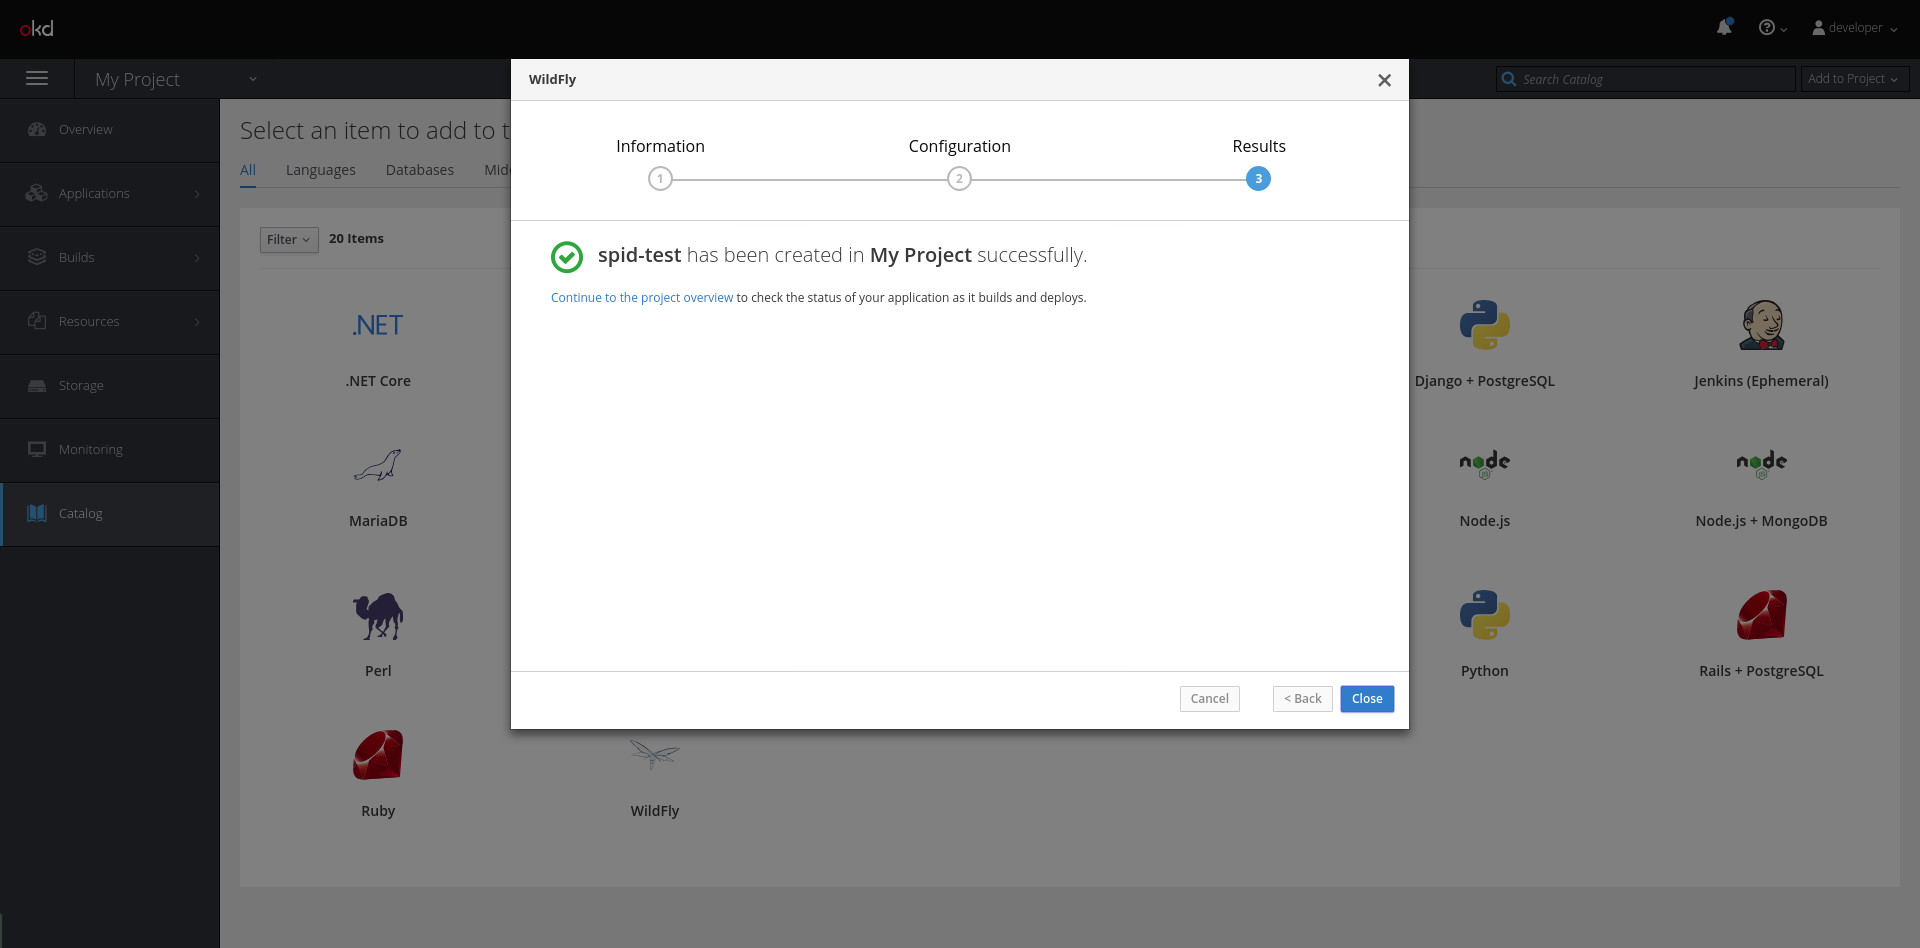 okd
developer
My Project
Search Catalog
Add to Project
Overview
Applications
Builds
Resources
Storage
Monitoring
Catalog
Select an item to add to t
All
Languages
Databases
Mid
Filter
20 Items
.NET
.NET Core
Django + PostgreSQL
Jenkins (Ephemeral)
MariaDB
node
JS
Node.js
node
JS
Node.js + MongoDB
Perl
Python
Rails + PostgreSQL
Ruby
WildFly
WildFly
Information
Configuration
Results
1
2
3
spid-test has been created in My Project successfully.
Continue to the project overview to check the status of your application as it builds and deploys.
Cancel
< Back
Close